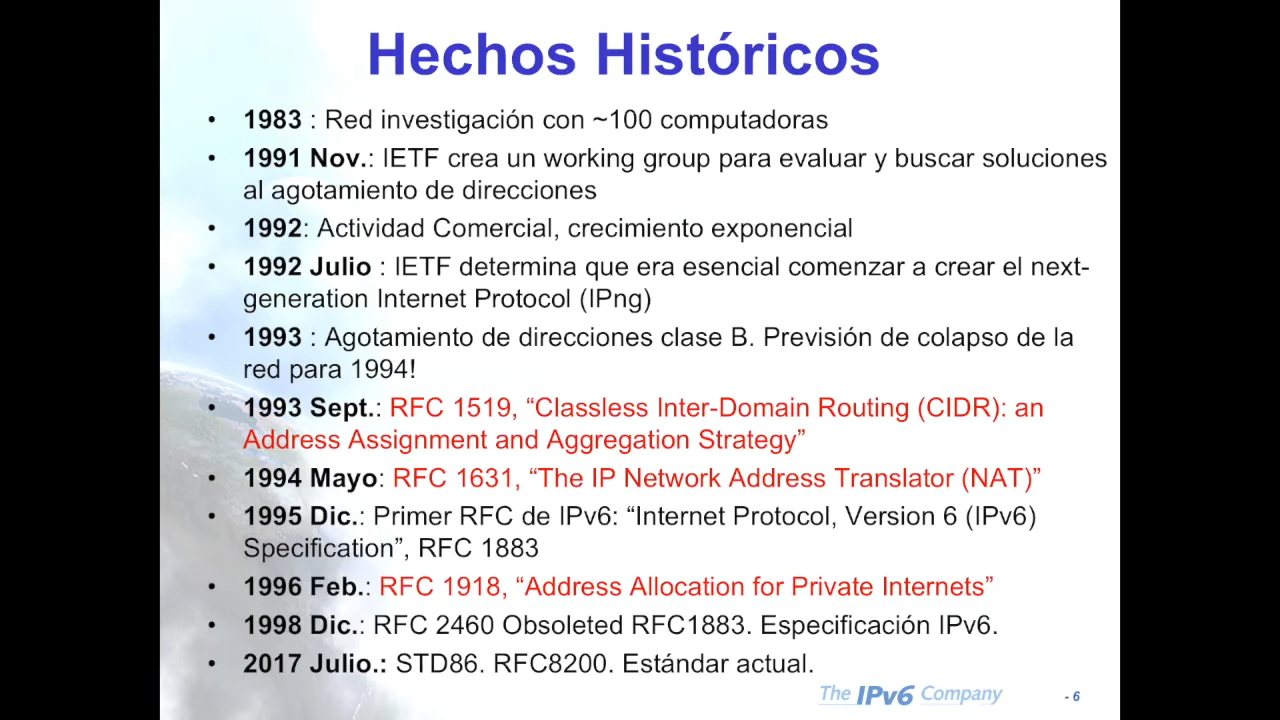 Hechos Históricos
• 1983 : Red investigación con ~100 computadoras
• 1991 Nov.: IETF crea un working group para evaluar y buscar soluciones
al agotamiento de direcciones
• 1992: Actividad Comercial, crecimiento exponencial
• 1992 Julio : IETF determina que era esencial comenzar a crear el next-
generation Internet Protocol (IPng)
• 1993 : Agotamiento de direcciones clase B. Previsión de colapso de la
red para 1994!
• 1993 Sept.: RFC 1519, “Classless Inter-Domain Routing (CIDR): an
Address Assignment and Aggregation Strategy”
• 1994 Mayo: RFC 1631, “The IP Network Address Translator (NAT)”
• 1995 Dic.: Primer RFC de IPv6: “Internet Protocol, Version 6 (IPv6)
Specification”, RFC 1883
• 1996 Feb.: RFC 1918, “Address Allocation for Private Internets”
• 1998 Dic.: RFC 2460 Obsoleted RFC1883. Especificación IPv6.
• 2017 Julio.: STD86. RFC8200. Estándar actual.
The IPv6 Company
- 6